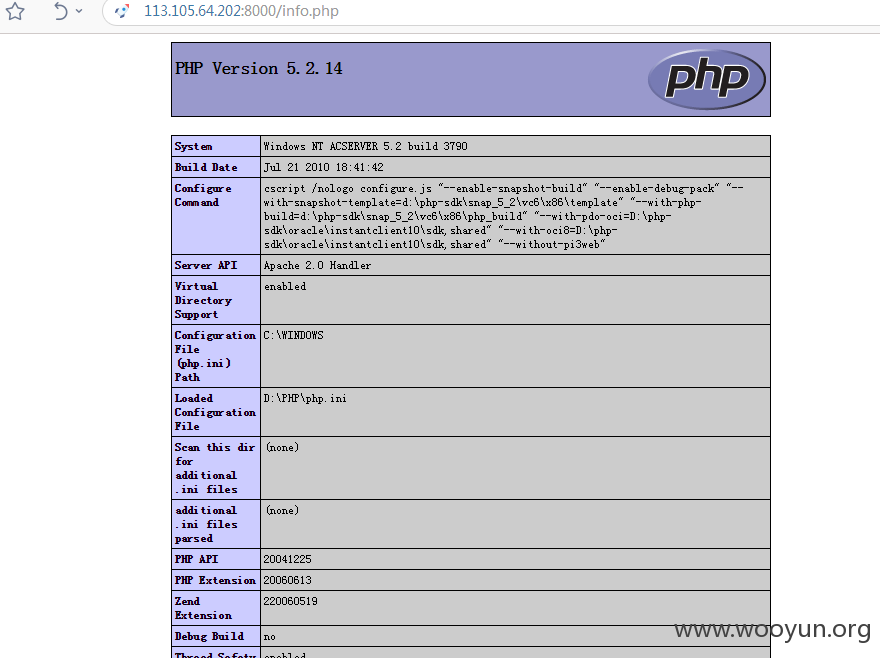 113.105.64.202:8000/info.php
PHP Version 5.2.14
php
System Windows NT ACSERVER 5.2 build 3790
Build Date Jul 21 2010 18:41:42
Configure Command cscript /nologo configure.js "--enable-snapshot-build" "--enable-debug-pack" "--
with-snapshot-template=d:\php-sdk\snap_5_2\vc6\x86\template" "--with-php-
build=d:\php-sdk\snap_5_2\vc6\x86\php_build" "--with-pdo-oci=D:\php-
sdk\oracle\instantclient10\sdk,shared" "--with-oci8=D:\php-
sdk\oracle\instantclient10\sdk,shared" "--without-pi3web"
Server API Apache 2.0 Handler
Virtual
Directory
Support
enabled
Configuration
File
(php.ini)
Path
C:\WINDOWS
Loaded
Configuration
File
D:\PHP\php.ini
Scan this dir
for
additional
.ini files
(none)
additional
.ini files
parsed
(none)
PHP API 20041225
PHP Extension 20060613
Zend
Extension
220060519
Debug Build no
Thread Safety enabled
www.wooyun.org